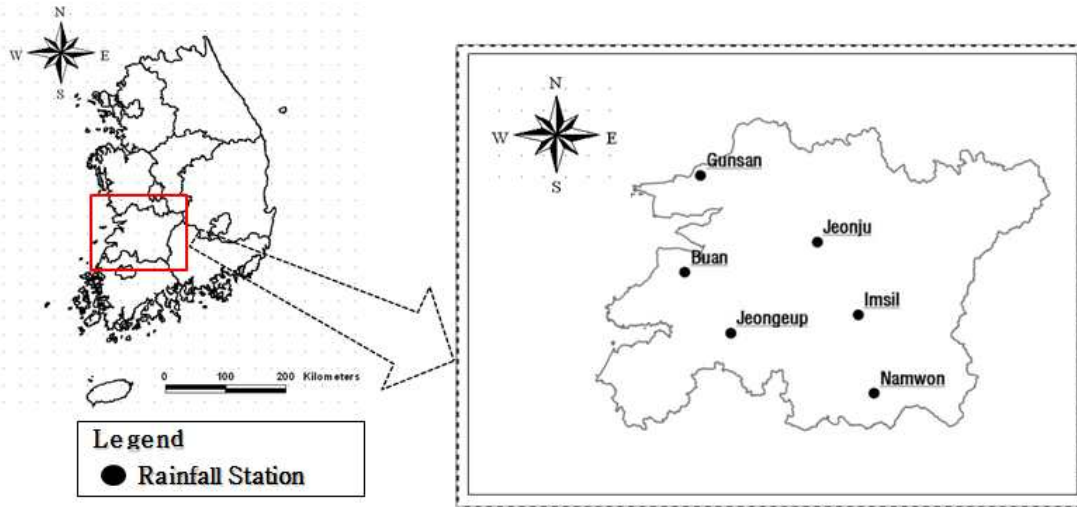 N
W E
S
0 100 200 Kilometers
Legend
Rainfall Station
N
W E
S
Gunsan
Jeonju
Buan
Imsil
Jeongeup
Namwon